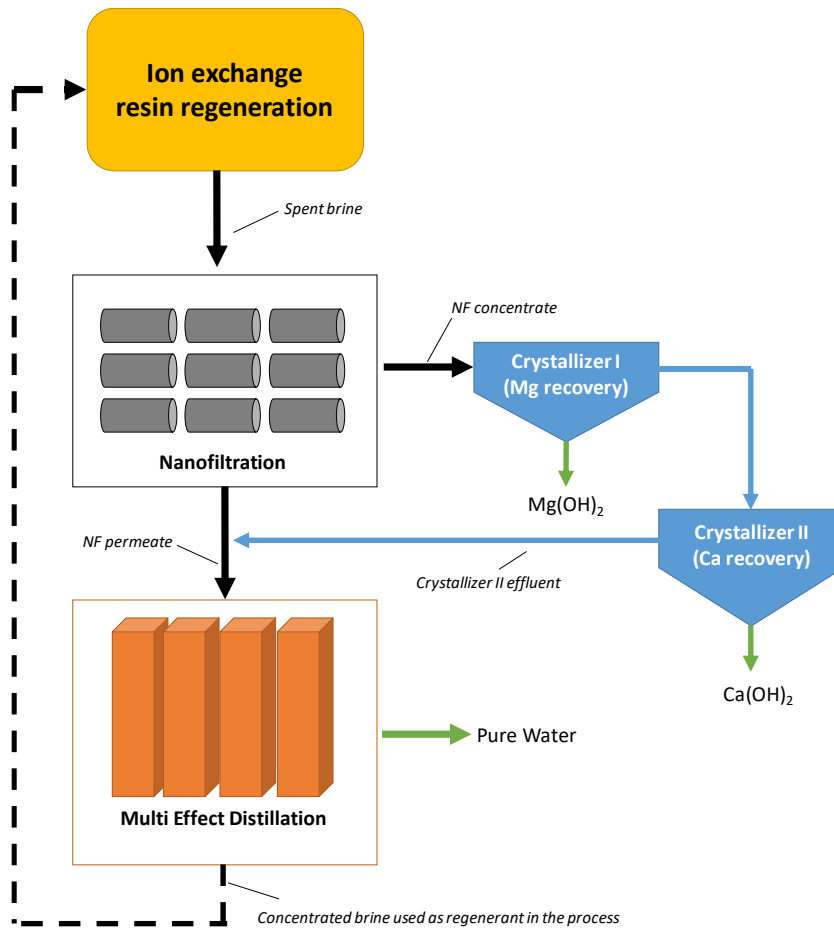 Ion exchange
resin regeneration
Spent brine
NF concentrate
Crystallizer I
(Mg recovery)
Nanofiltration
Mg(OH)₂
Crystallizer II
(Ca recovery)
NF permeate
Crystallizer II effluent
Ca(OH)₂
Pure Water
Multi Effect Distillation
Concentrated brine used as regenerant in the process